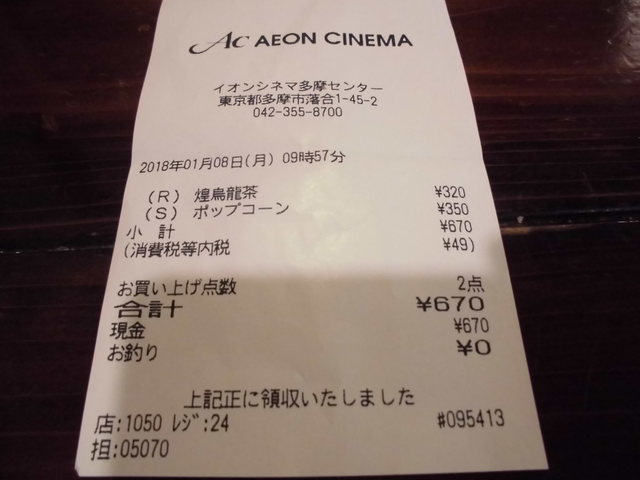 Ac AEON CINEMA
イオンシネマ多摩センター
東京都多摩市落合1-45-2
042-355-8700
2018年01月08日(月) 09時57分
(R) 煌烏龍茶 ¥320
(S) ポップコーン ¥350
小 計 ¥670
(消費税等内税 ¥49)
お買い上げ点数 2点
合計 ¥670
現金 ¥670
お釣り ¥0
上記正に領収いたしました
店:1050 ﾚｼﾞ:24 #095413
担:05070